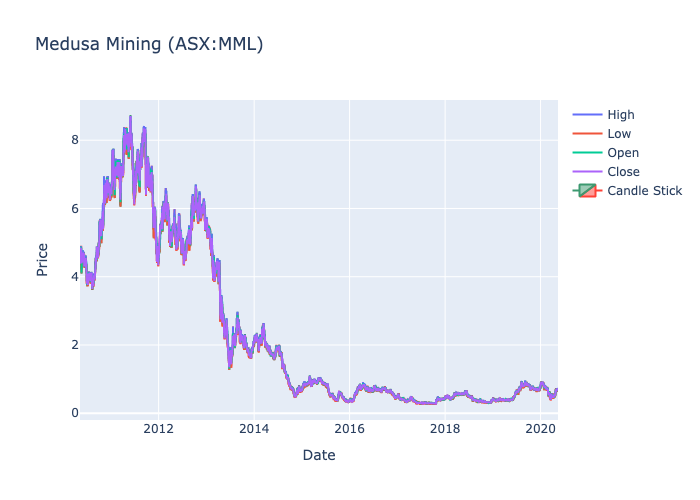 Medusa Mining (ASX:MML)
High
Low
Open
Close
Candle Stick
8
6
4
2
0
Price
2012 2014 2016 2018 2020
Date